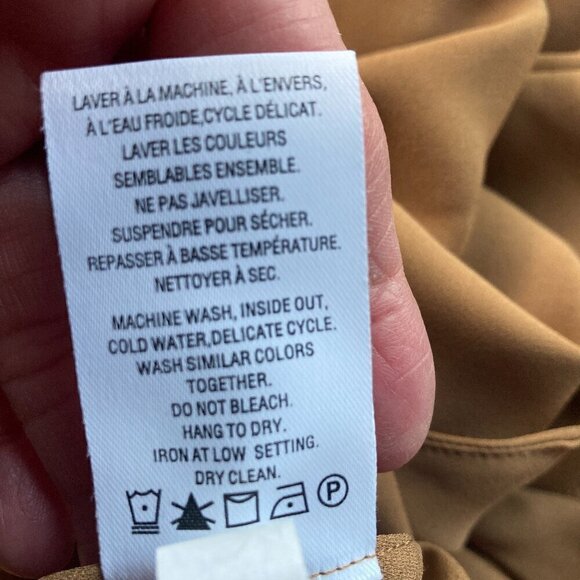 LAVER À LA MACHINE, À L'ENVERS,
À L'EAU FROIDE,CYCLE DÉLICAT.
LAVER LES COULEURS
SEMBLABLES ENSEMBLE.
NE PAS JAVELLISER.
SUSPENDRE POUR SÉCHER.
REPASSER À BASSE TEMPÉRATURE.
NETTOYER À SEC.
MACHINE WASH, INSIDE OUT,
COLD WATER,DELICATE CYCLE.
WASH SIMILAR COLORS
TOGETHER.
DO NOT BLEACH.
HANG TO DRY.
IRON AT LOW SETTING.
DRY CLEAN.
P